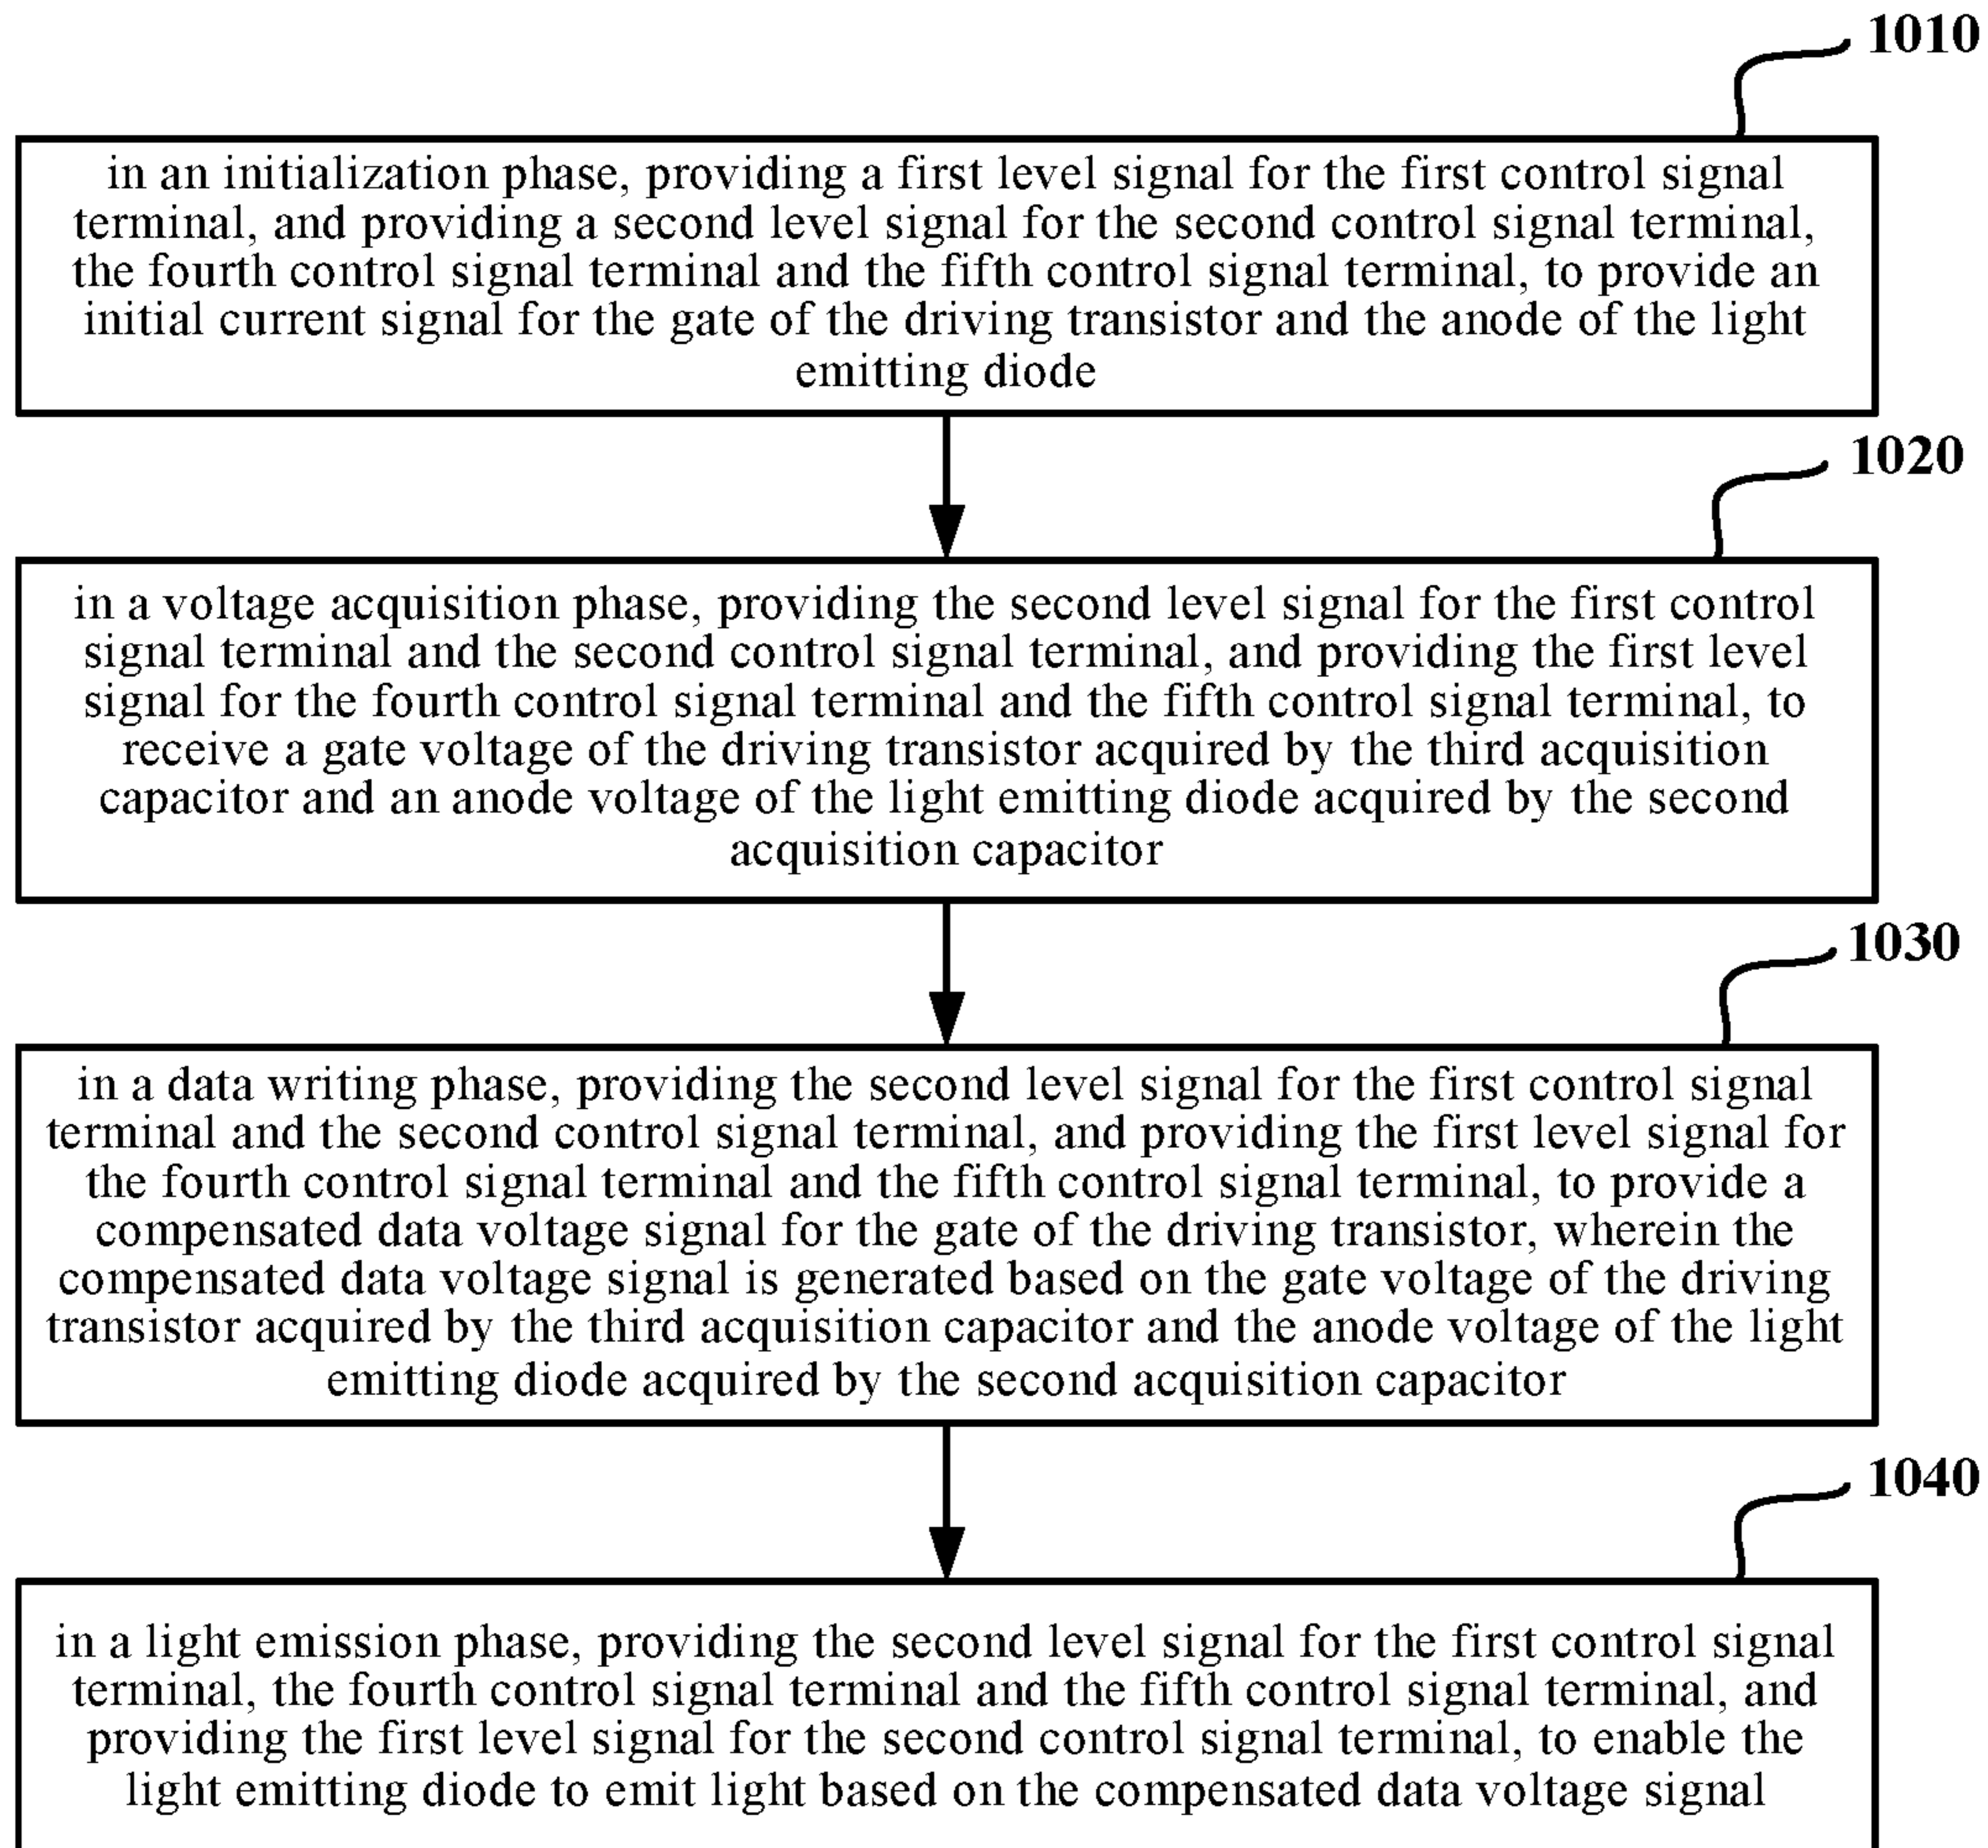 1010
in an initialization phase, providing a first level signal for the first control signal
terminal, and providing a second level signal for the second control signal terminal,
the fourth control signal terminal and the fifth control signal terminal, to provide an
initial current signal for the gate of the driving transistor and the anode of the light
emitting diode
1020
in a voltage acquisition phase, providing the second level signal for the first control
signal terminal and the second control signal terminal, and providing the first level
signal for the fourth control signal terminal and the fifth control signal terminal, to
receive a gate voltage of the driving transistor acquired by the third acquisition
capacitor and an anode voltage of the light emitting diode acquired by the second
acquisition capacitor
1030
in a data writing phase, providing the second level signal for the first control signal
terminal and the second control signal terminal, and providing the first level signal for
the fourth control signal terminal and the fifth control signal terminal, to provide a
compensated data voltage signal for the gate of the driving transistor, wherein the
compensated data voltage signal is generated based on the gate voltage of the driving
transistor acquired by the third acquisition capacitor and the anode voltage of the light
emitting diode acquired by the second acquisition capacitor
1040
in a light emission phase, providing the second level signal for the first control signal
terminal, the fourth control signal terminal and the fifth control signal terminal, and
providing the first level signal for the second control signal terminal, to enable the
light emitting diode to emit light based on the compensated data voltage signal